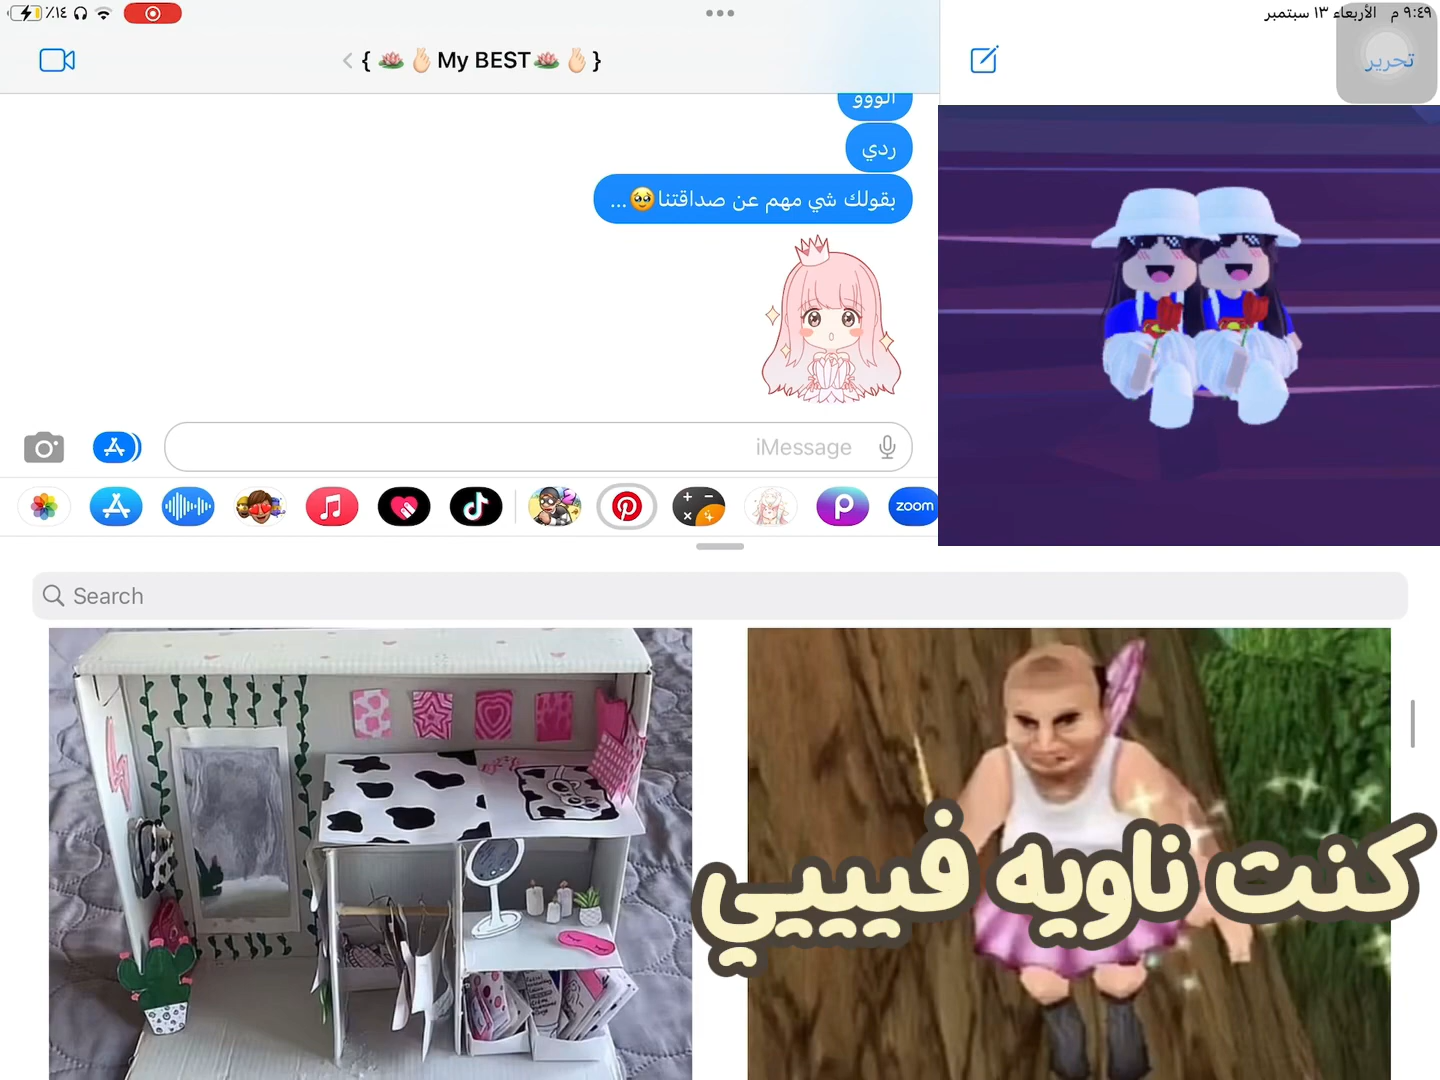 ٩:٤٩ م الأربعاء ١٣ سبتمبر
٪١٤
تحرير
{ 🪷🫰🏻My BEST🪷🫰🏻}
الووو
ردي
بقولك شي مهم عن صداقتنا🥹...
iMessage
zoom
Search
كنت ناويه فييييي